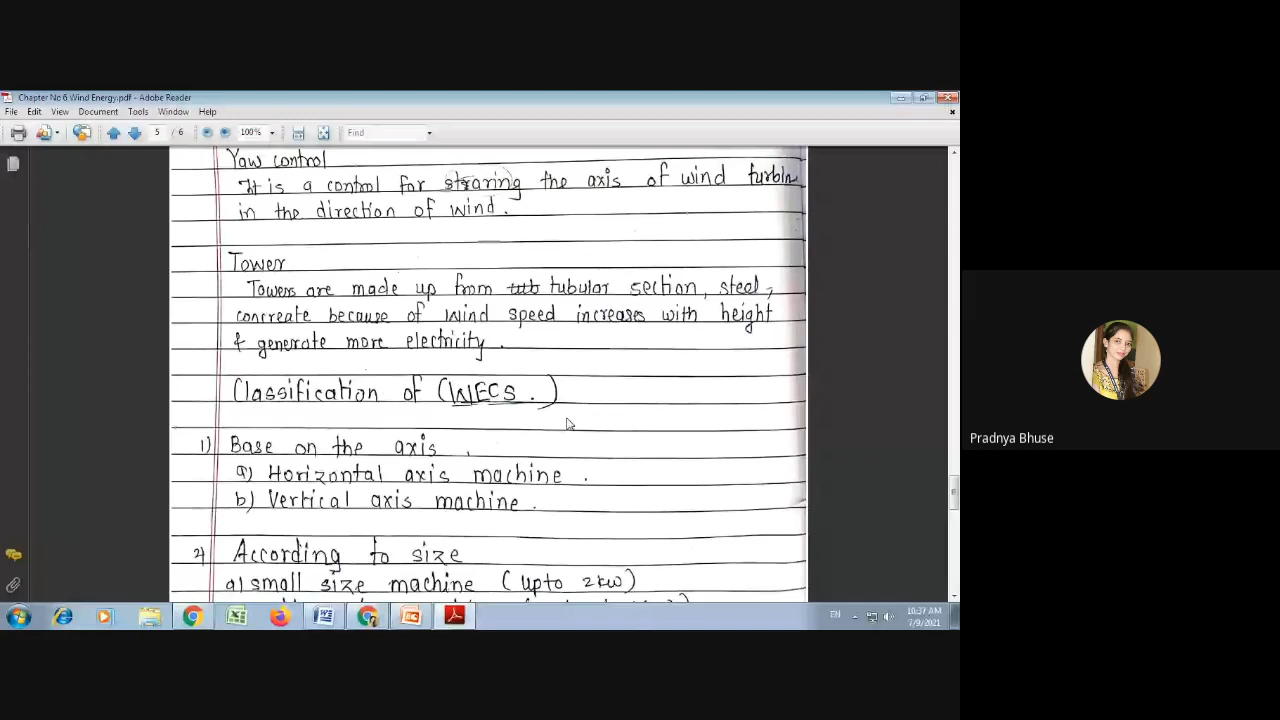 Chapter No 6 Wind Energy.pdf - Adobe Reader
File Edit View Document Tools Window Help
5 / 6 100% Find
Yaw control
It is a control for straring the axis of wind turbin
in the direction of wind.
Tower
Towers are made up from tub tubular section, steel,
concreate because of wind speed increases with height
& generate more electricity.
Classification of (WECS.)
1) Base on the axis.
a) Horizontal axis machine.
b) Vertical axis machine.
2) According to size
a) small size machine (upto 2kw)
Pradnya Bhuse
EN
10:37 AM
7/9/2021